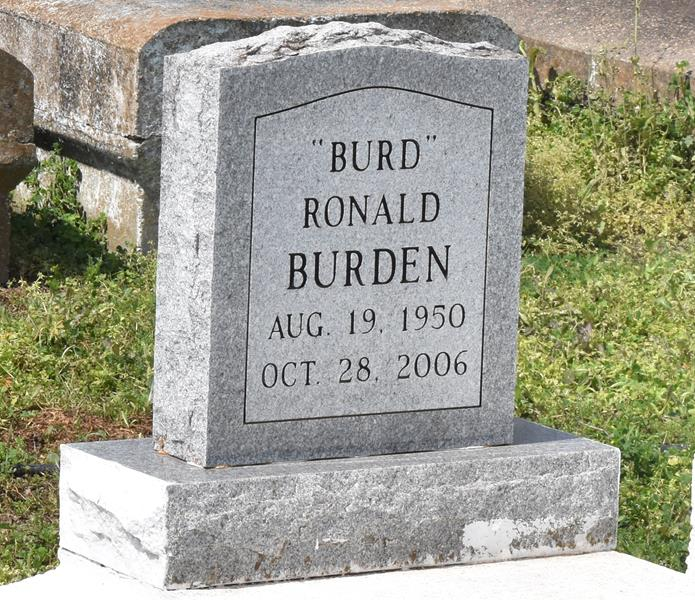 "BURD"
RONALD
BURDEN
AUG. 19, 1950
OCT. 28, 2006